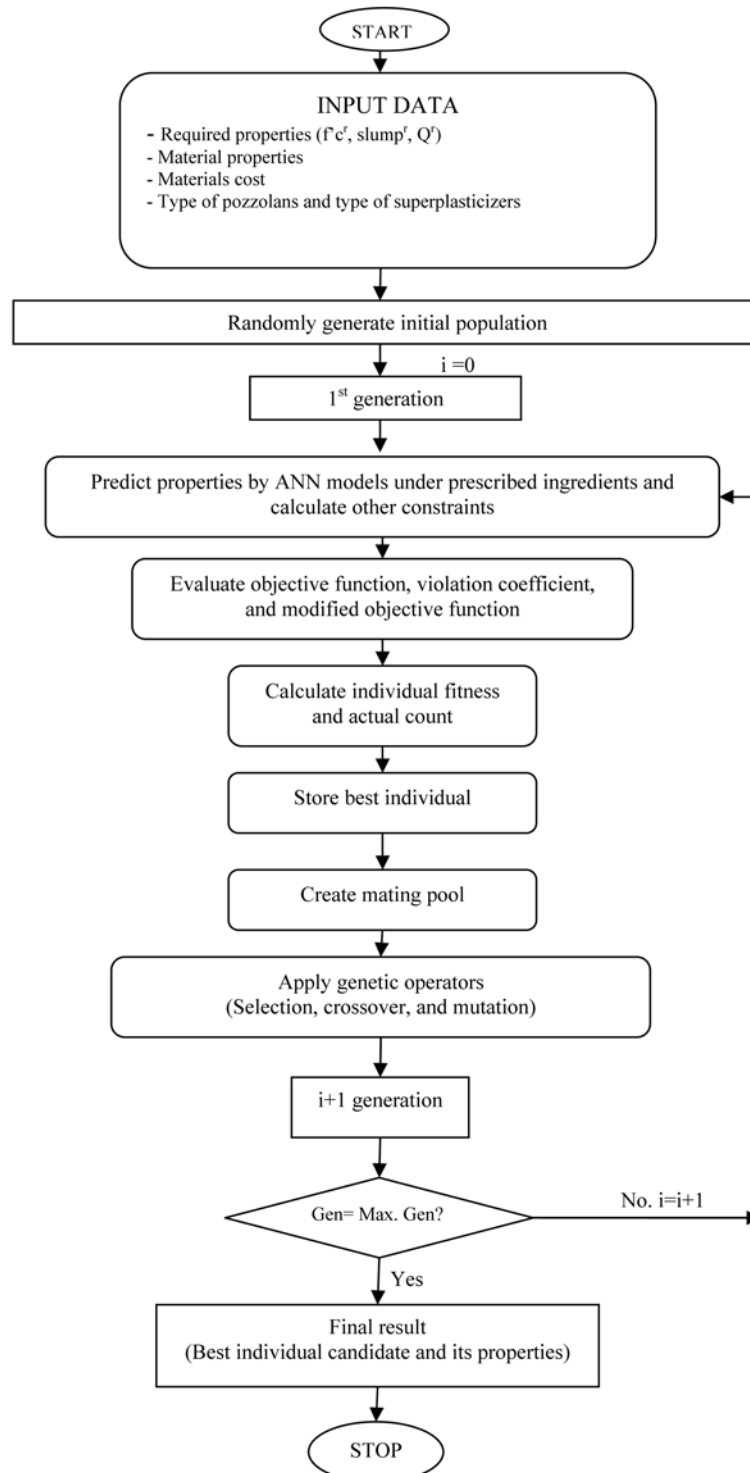 START
INPUT DATA
- Required properties (f'cʳ, slumpʳ, Qʳ)
- Material properties
- Materials cost
- Type of pozzolans and type of superplasticizers
Randomly generate initial population
i =0
1st generation
Predict properties by ANN models under prescribed ingredients and
calculate other constraints
Evaluate objective function, violation coefficient,
and modified objective function
Calculate individual fitness
and actual count
Store best individual
Create mating pool
Apply genetic operators
(Selection, crossover, and mutation)
i+1 generation
Gen= Max. Gen?
No. i=i+1
Yes
Final result
(Best individual candidate and its properties)
STOP